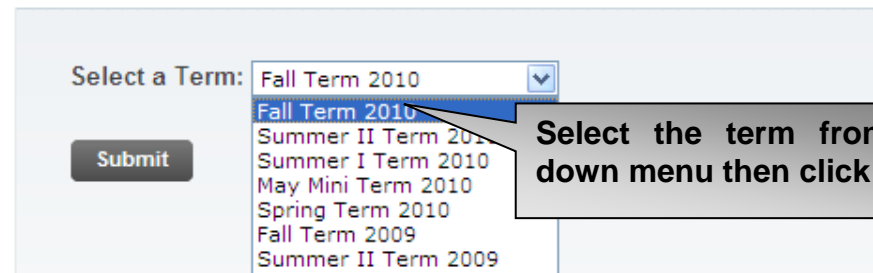 Select a Term: Fall Term 2010
Fall Term 2010
Summer II Term
Summer I Term 2010
May Mini Term 2010
Spring Term 2010
Fall Term 2009
Summer II Term 2009
Submit
Select the term
down menu then click